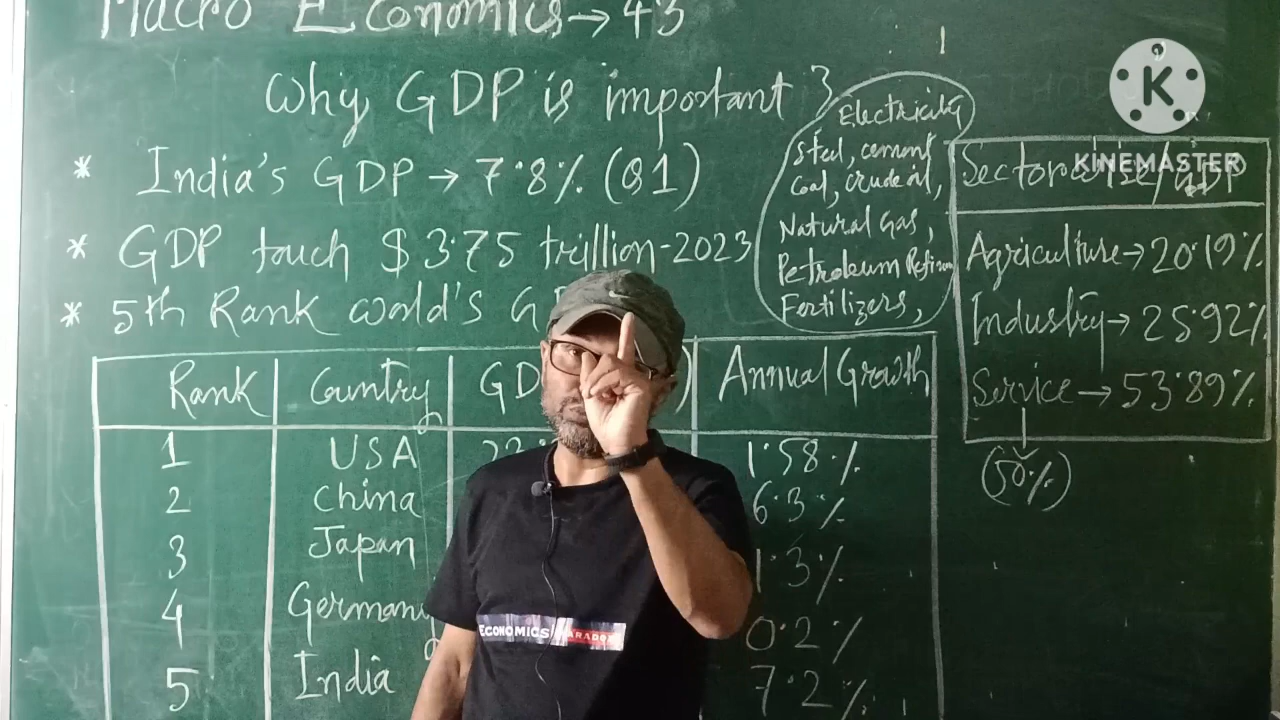 Macro Economics → 43
Why GDP is important ?
* India's GDP → 7.8% (Q1)
* GDP touch $3.75 trillion-2023
* 5th Rank world's G
Electricity
Steel, cement
Coal, crude oil,
Natural Gas,
Petroleum
Fertilizers,
KINEMASTER
Sectorwise/GDP
Agriculture → 20.19%
Industry → 25.92%
Service → 53.89%
(50%)
Rank Country GD Annual Growth
1 USA 1.58%
2 China 6.3%
3 Japan 1.3%
4 Germany 0.2%
5 India 7.2%
ECONOMICS PARADOX